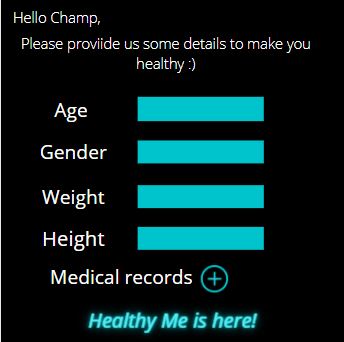 Hello Champ,
Please proviide us some details to make you
healthy :)
Age
Gender
Weight
Height
Medical records
Healthy Me is here!